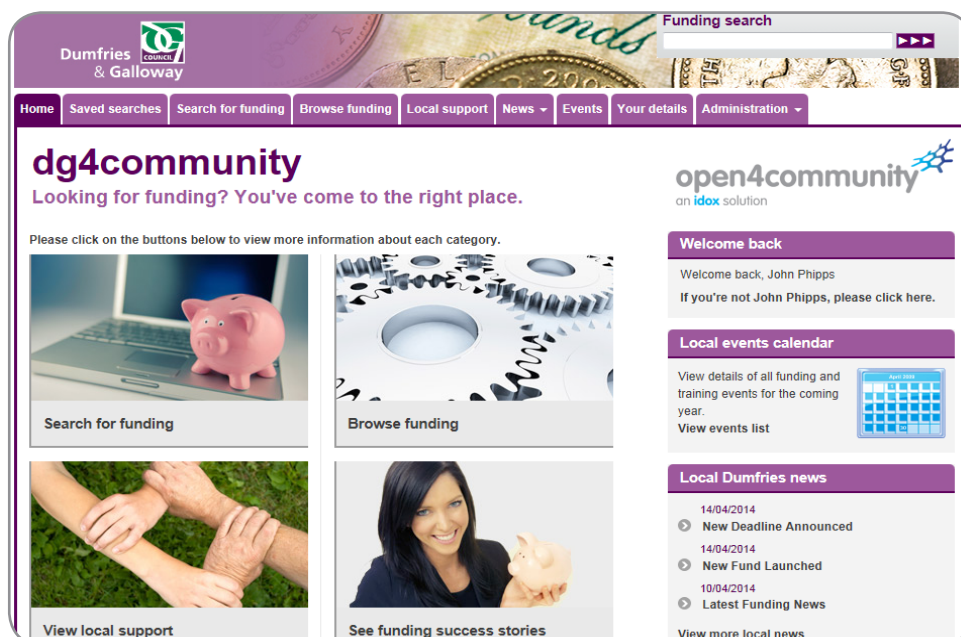 Dumfries
& Galloway
COUNCIL
Funding search
Home Saved searches Search for funding Browse funding Local support News Events Your details Administration
dg4community
Looking for funding? You've come to the right place.
open4community
an idox solution
Please click on the buttons below to view more information about each category.
Search for funding
Browse funding
View local support
See funding success stories
Welcome back
Welcome back, John Phipps
If you're not John Phipps, please click here.
Local events calendar
View details of all funding and
training events for the coming
year.
View events list
Local Dumfries news
14/04/2014
New Deadline Announced
14/04/2014
New Fund Launched
10/04/2014
Latest Funding News
View more local news